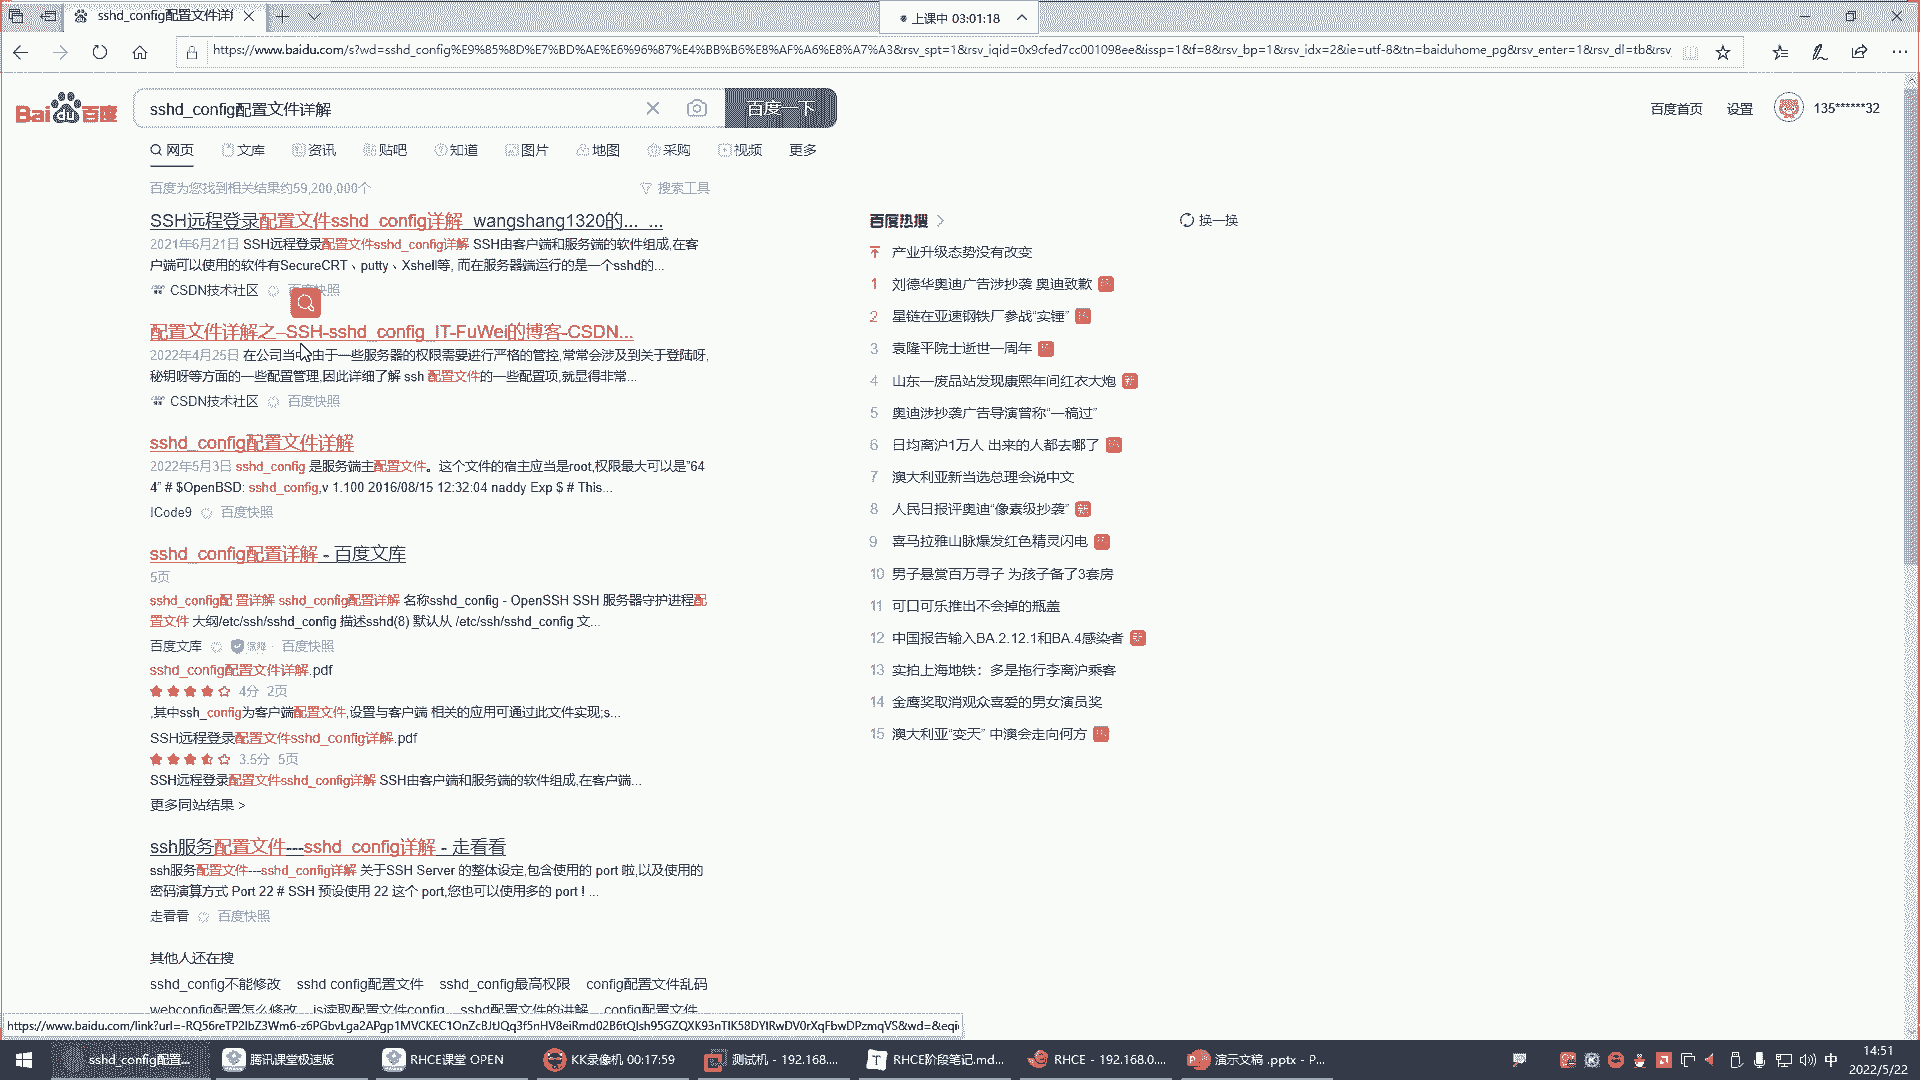 sshd_config配置文件详解
上课中 03:01:18
https://www.baidu.com/s?wd=sshd_config%E9%85%8D%E7%BD%AE%E6%96%87%E4%BB%B6%E8%AF%A6%E8%A7%A3&rsv_spt=1&rsv_iqid=0x9cfed7cc001098ee&issp=1&f=8&rsv_bp=1&rsv_idx=2&ie=utf-8&tn=baiduhome_pg&rsv_enter=1&rsv_dl=tb&rsv
Bai du 百度
sshd_config配置文件详解
百度一下
百度首页 设置 135******32
网页 文库 资讯 贴吧 知道 图片 地图 采购 视频 更多
百度为您找到相关结果约59,200,000个 搜索工具
SSH远程登录配置文件sshd_config详解_wangshang1320的..._...
2021年6月21日 SSH远程登录配置文件sshd_config详解 SSH由客户端和服务端的软件组成,在客
户端可以使用的软件有SecureCRT、putty、Xshell等, 而在服务器端运行的是一个sshd的...
CSDN技术社区 百度快照
配置文件详解之--SSH-sshd_config_IT-FuWei的博客-CSDN...
2022年4月25日 在公司当中由于一些服务器的权限需要进行严格的管控,常常会涉及到关于登陆呀,
秘钥呀等方面的一些配置管理,因此详细了解 ssh 配置文件的一些配置项,就显得非常...
CSDN技术社区 百度快照
sshd_config配置文件详解
2022年5月3日 sshd_config 是服务端主配置文件。这个文件的宿主应当是root,权限最大可以是"64
4" # $OpenBSD: sshd_config,v 1.100 2016/08/15 12:32:04 naddy Exp $ # This...
ICode9 百度快照
sshd_config配置详解 - 百度文库
5页
sshd_config配 置详解 sshd_config配置详解 名称sshd_config - OpenSSH SSH 服务器守护进程配
置文件 大纲/etc/ssh/sshd_config 描述sshd(8) 默认从 /etc/ssh/sshd_config 文...
百度文库 保障 百度快照
sshd_config配置文件详解.pdf
4分 2页
,其中ssh_config为客户端配置文件,设置与客户端 相关的应用可通过此文件实现;s...
SSH远程登录配置文件sshd_config详解.pdf
3.5分 5页
SSH远程登录配置文件sshd_config详解 SSH由客户端和服务端的软件组成,在客户端...
更多同站结果 >
ssh服务配置文件---sshd_config详解 - 走看看
ssh服务配置文件---sshd_config详解 关于SSH Server 的整体设定,包含使用的 port 啦,以及使用的
密码演算方式 Port 22 # SSH 预设使用 22 这个 port,您也可以使用多的 port ! ...
走看看 百度快照
其他人还在搜
sshd_config不能修改 sshd config配置文件 sshd_config最高权限 config配置文件乱码
webconfig配置怎么修改 js读取配置文件config sshd配置文件的讲解 config配置文件
百度热搜 > 换一换
产业升级态势没有改变
1 刘德华奥迪广告涉抄袭 奥迪致歉 热
2 星链在亚速钢铁厂参战"实锤" 热
3 袁隆平院士逝世一周年 热
4 山东一废品站发现康熙年间红衣大炮 新
5 奥迪涉抄袭广告导演曾称"一稿过"
6 日均离沪1万人 出来的人都去哪了 热
7 澳大利亚新当选总理会说中文
8 人民日报评奥迪"像素级抄袭" 新
9 喜马拉雅山脉爆发红色精灵闪电 热
10 男子悬赏百万寻子 为孩子备了3套房
11 可口可乐推出不会掉的瓶盖
12 中国报告输入BA.2.12.1和BA.4感染者 新
13 实拍上海地铁：多是拖行李离沪乘客
14 金鹰奖取消观众喜爱的男女演员奖
15 澳大利亚"变天" 中澳会走向何方 热
sshd_config配置...
腾讯课堂极速版
RHCE课堂 OPEN
KK录像机 00:17:59
测试机 - 192.168....
RHCE阶段笔记.md...
RHCE - 192.168.0....
演示文稿 .pptx - P...
中
14:51
2022/5/22